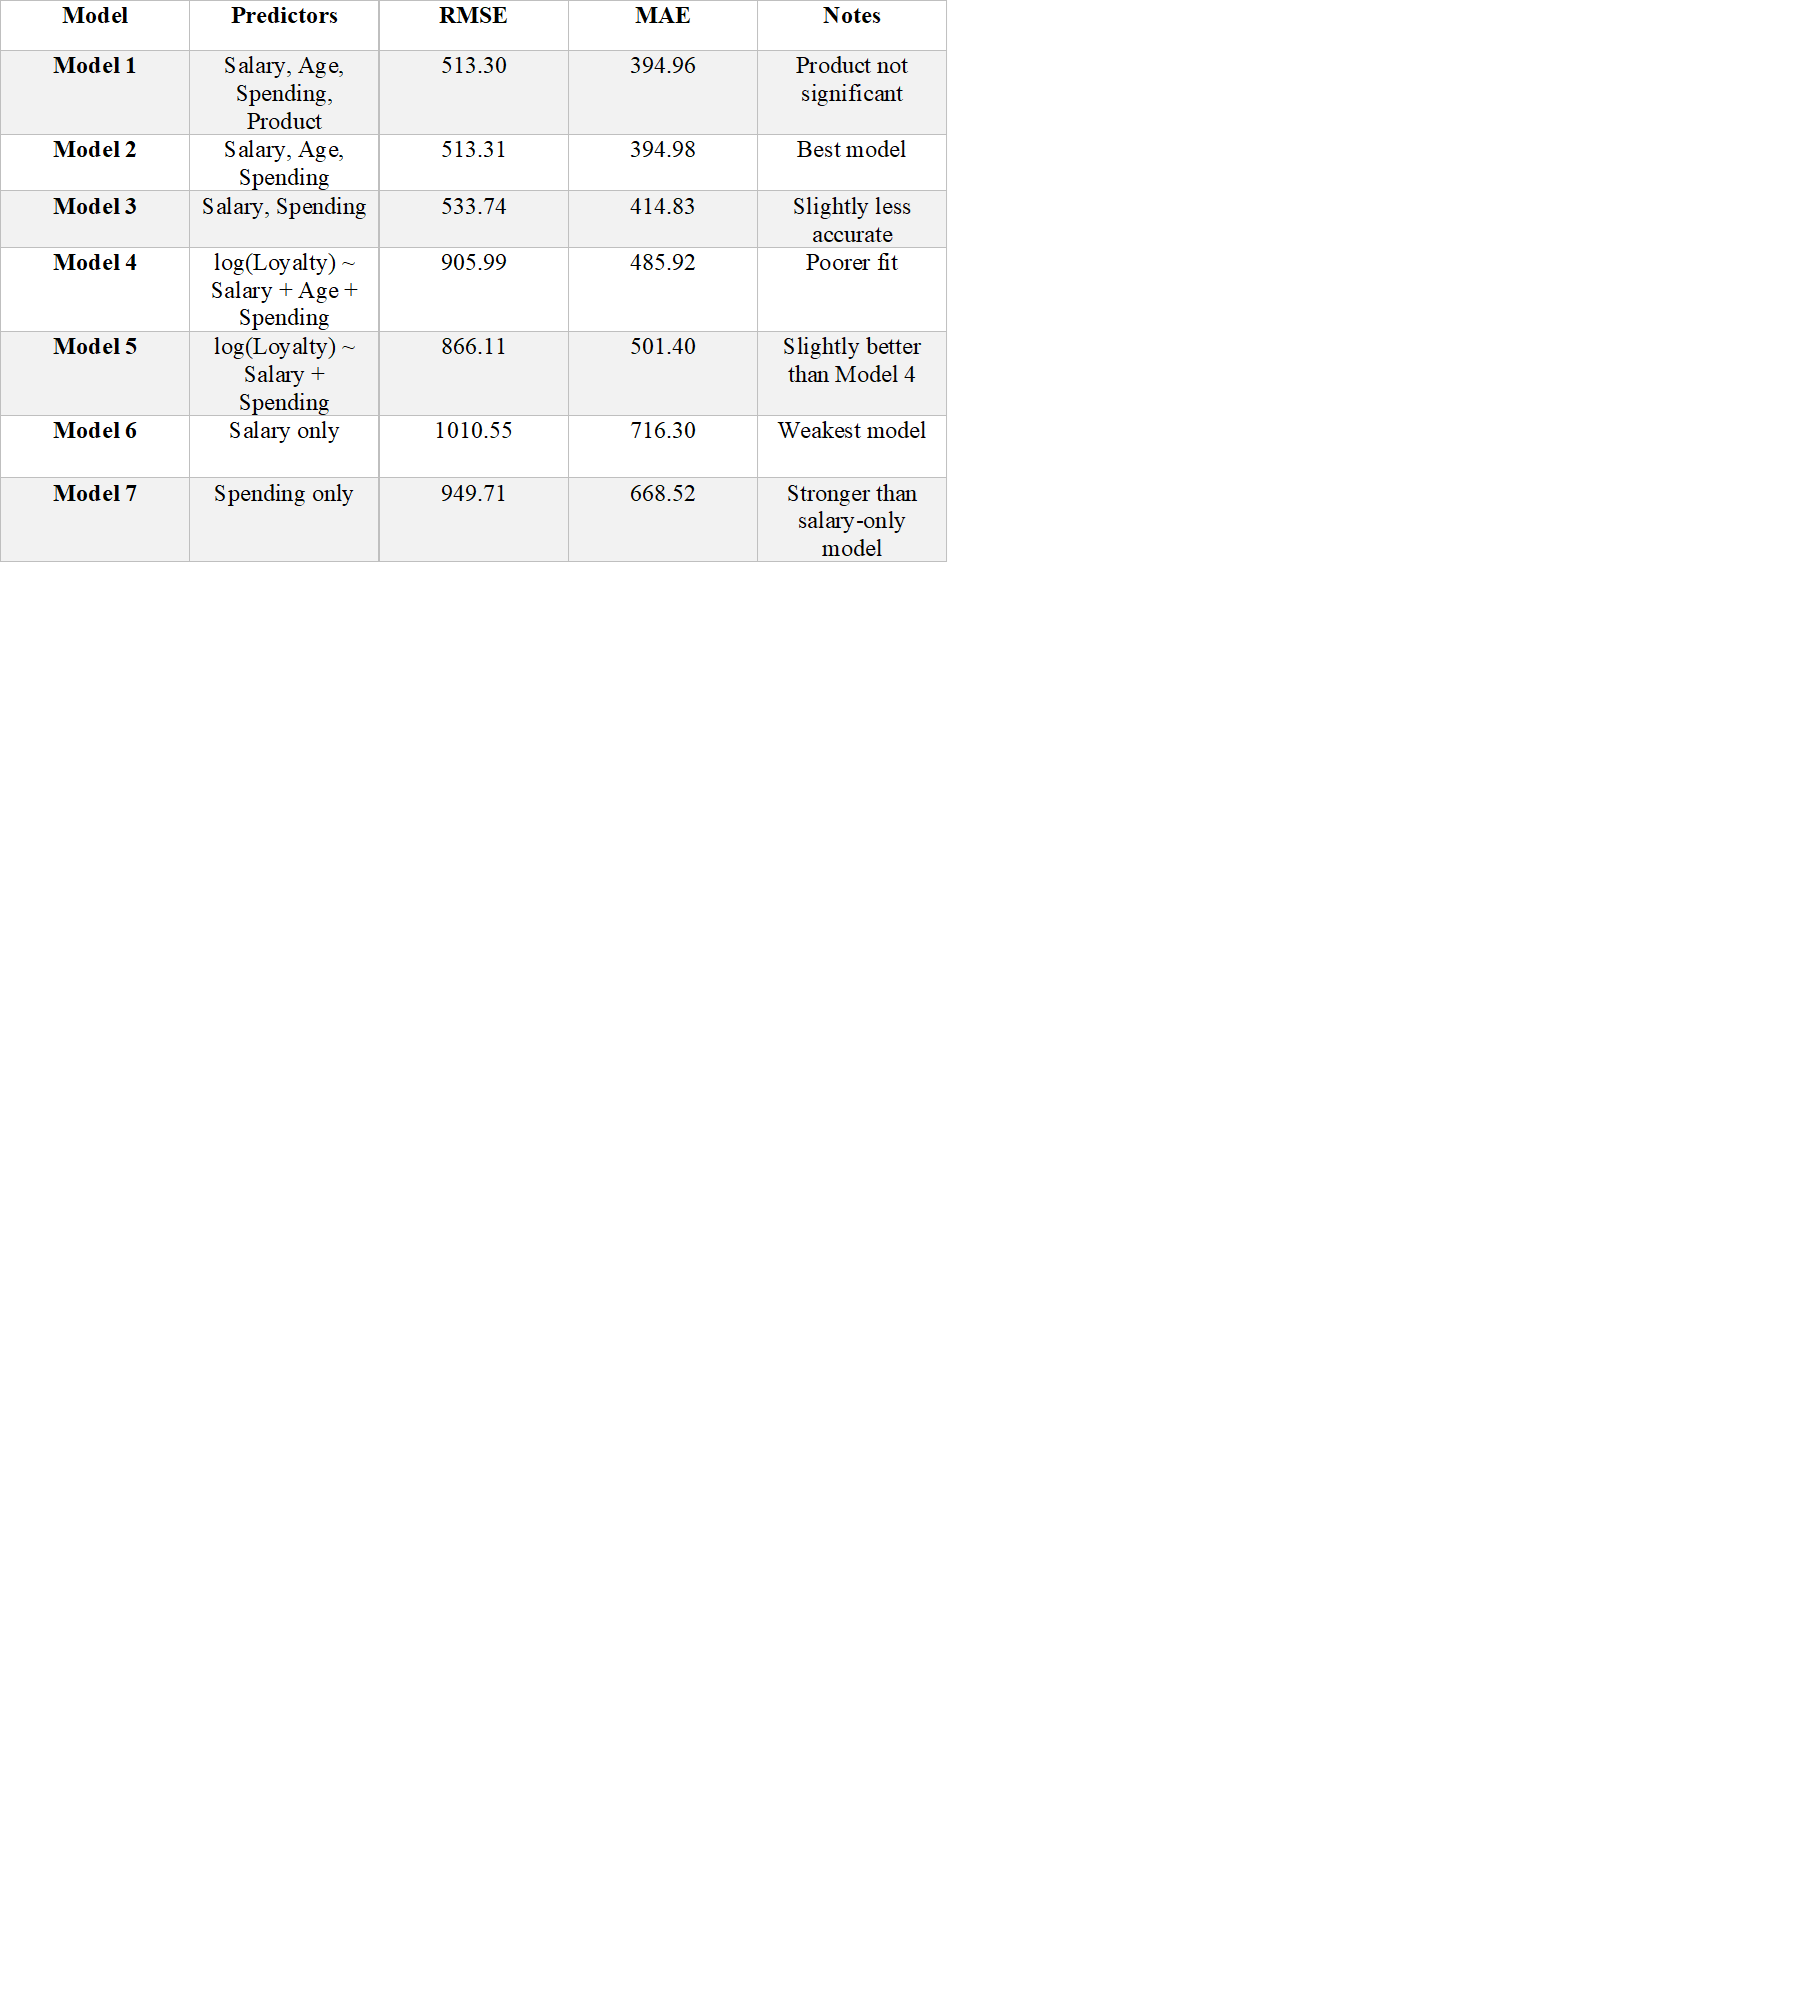 Model Predictors RMSE MAE Notes
Model 1 Salary, Age, 513.30 394.96 Product not
Spending, significant
Product
Model 2 Salary, Age, 513.31 394.98 Best model
Spending
Model 3 Salary, Spending 533.74 414.83 Slightly less
accurate
Model 4 log(Loyalty) ~ 905.99 485.92 Poorer fit
Salary + Age +
Spending
Model 5 log(Loyalty) ~ 866.11 501.40 Slightly better
Salary + than Model 4
Spending
Model 6 Salary only 1010.55 716.30 Weakest model
Model 7 Spending only 949.71 668.52 Stronger than
salary-only
model